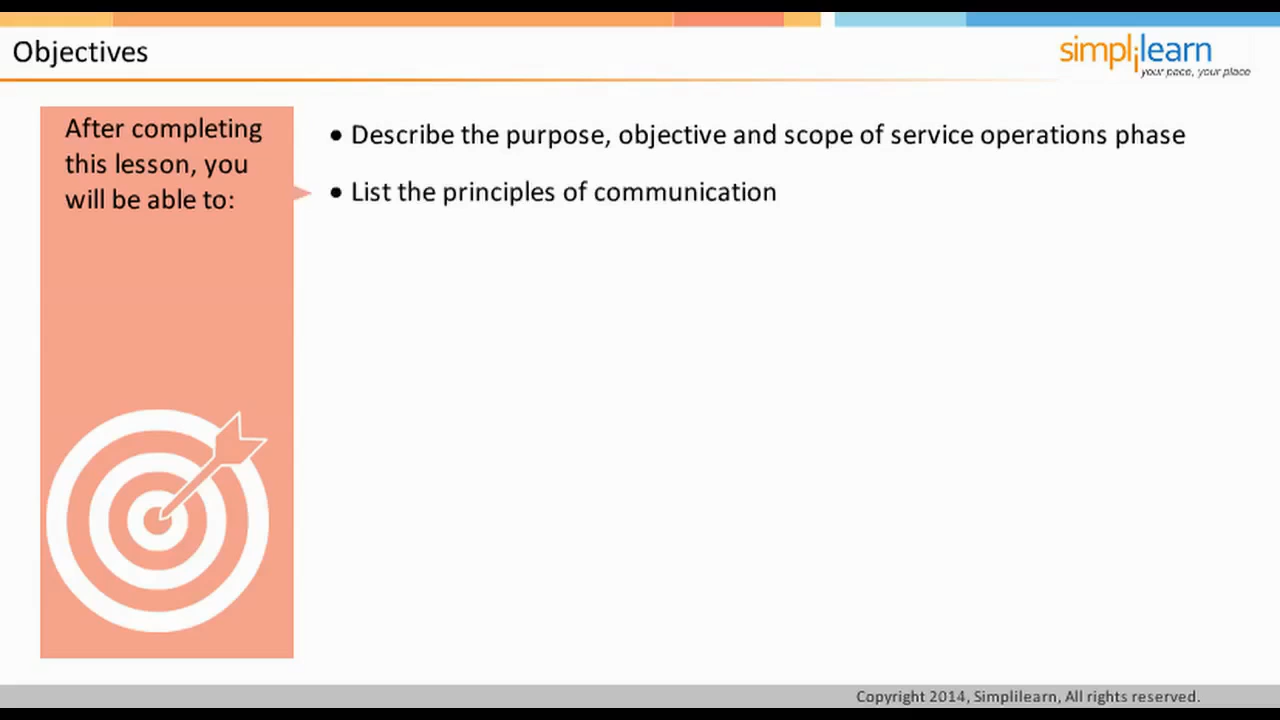 Objectives
simplilearn
your pace, your place
After completing
this lesson, you
will be able to:
• Describe the purpose, objective and scope of service operations phase
• List the principles of communication
Copyright 2014, Simplilearn, All rights reserved.